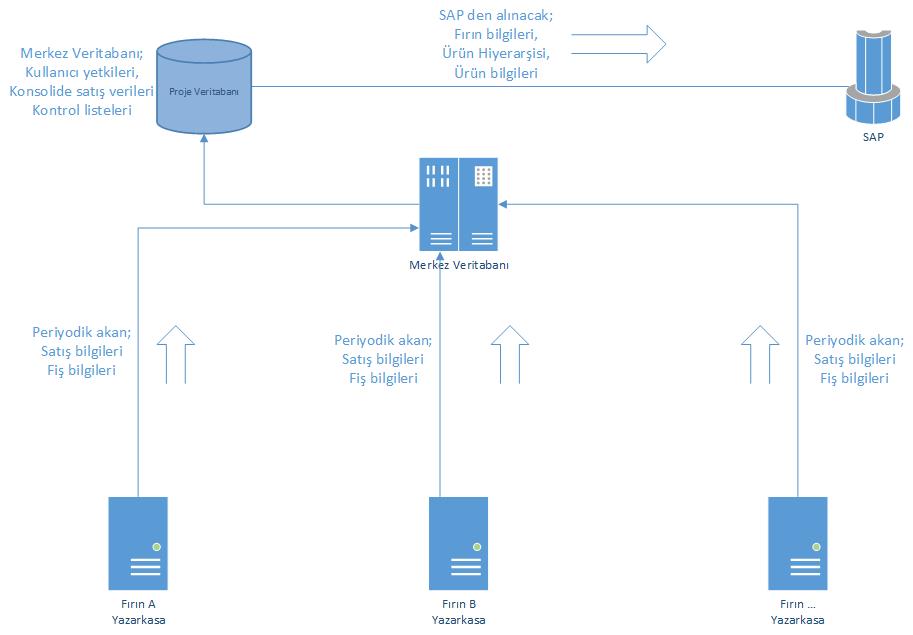 SAP den alınacak;
Fırın bilgileri,
Ürün Hiyerarşisi,
Ürün bilgileri
Merkez Veritabanı;
Kullanıcı yetkileri,
Konsolide satış verileri
Kontrol listeleri
Proje Veritabanı
SAP
Merkez Veritabanı
Periyodik akan;
Satış bilgileri
Fiş bilgileri
Periyodik akan;
Satış bilgileri
Fiş bilgileri
Periyodik akan;
Satış bilgileri
Fiş bilgileri
Fırın A
Yazarkasa
Fırın B
Yazarkasa
Fırın ...
Yazarkasa